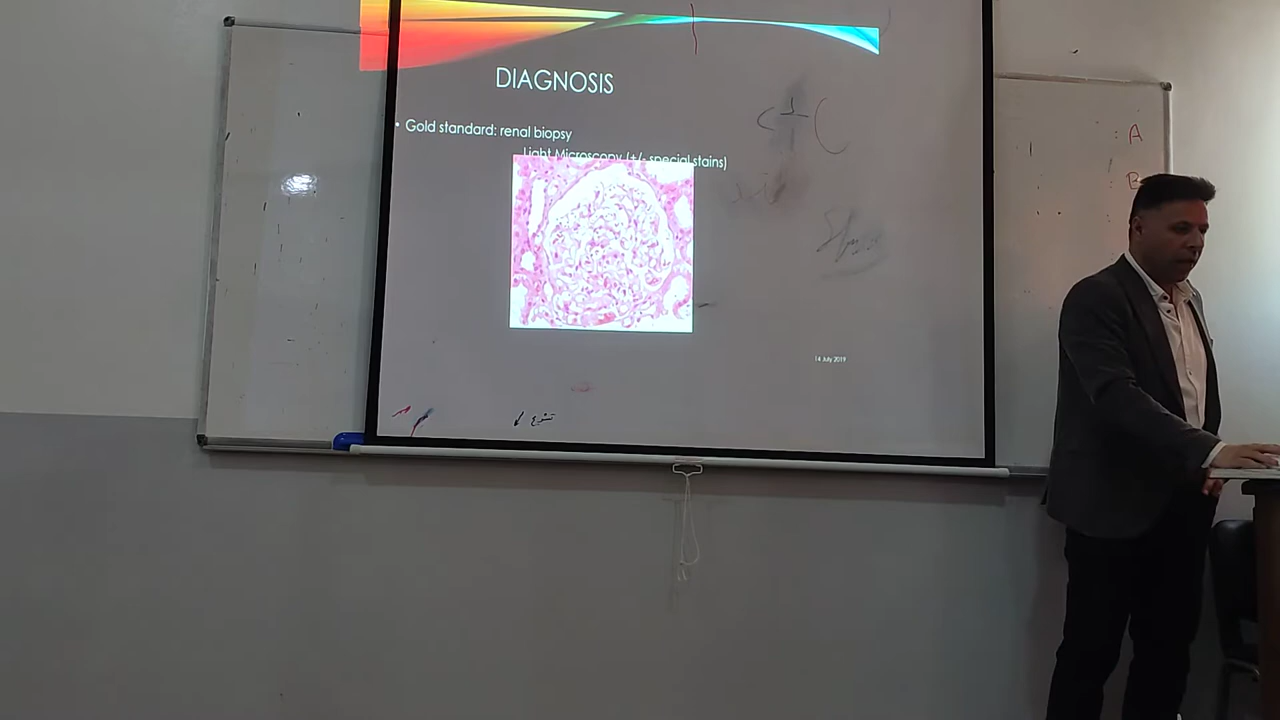 DIAGNOSIS
• Gold standard: renal biopsy
Light Microscopy (+/- special stains)
: A
: B
14 July 2019